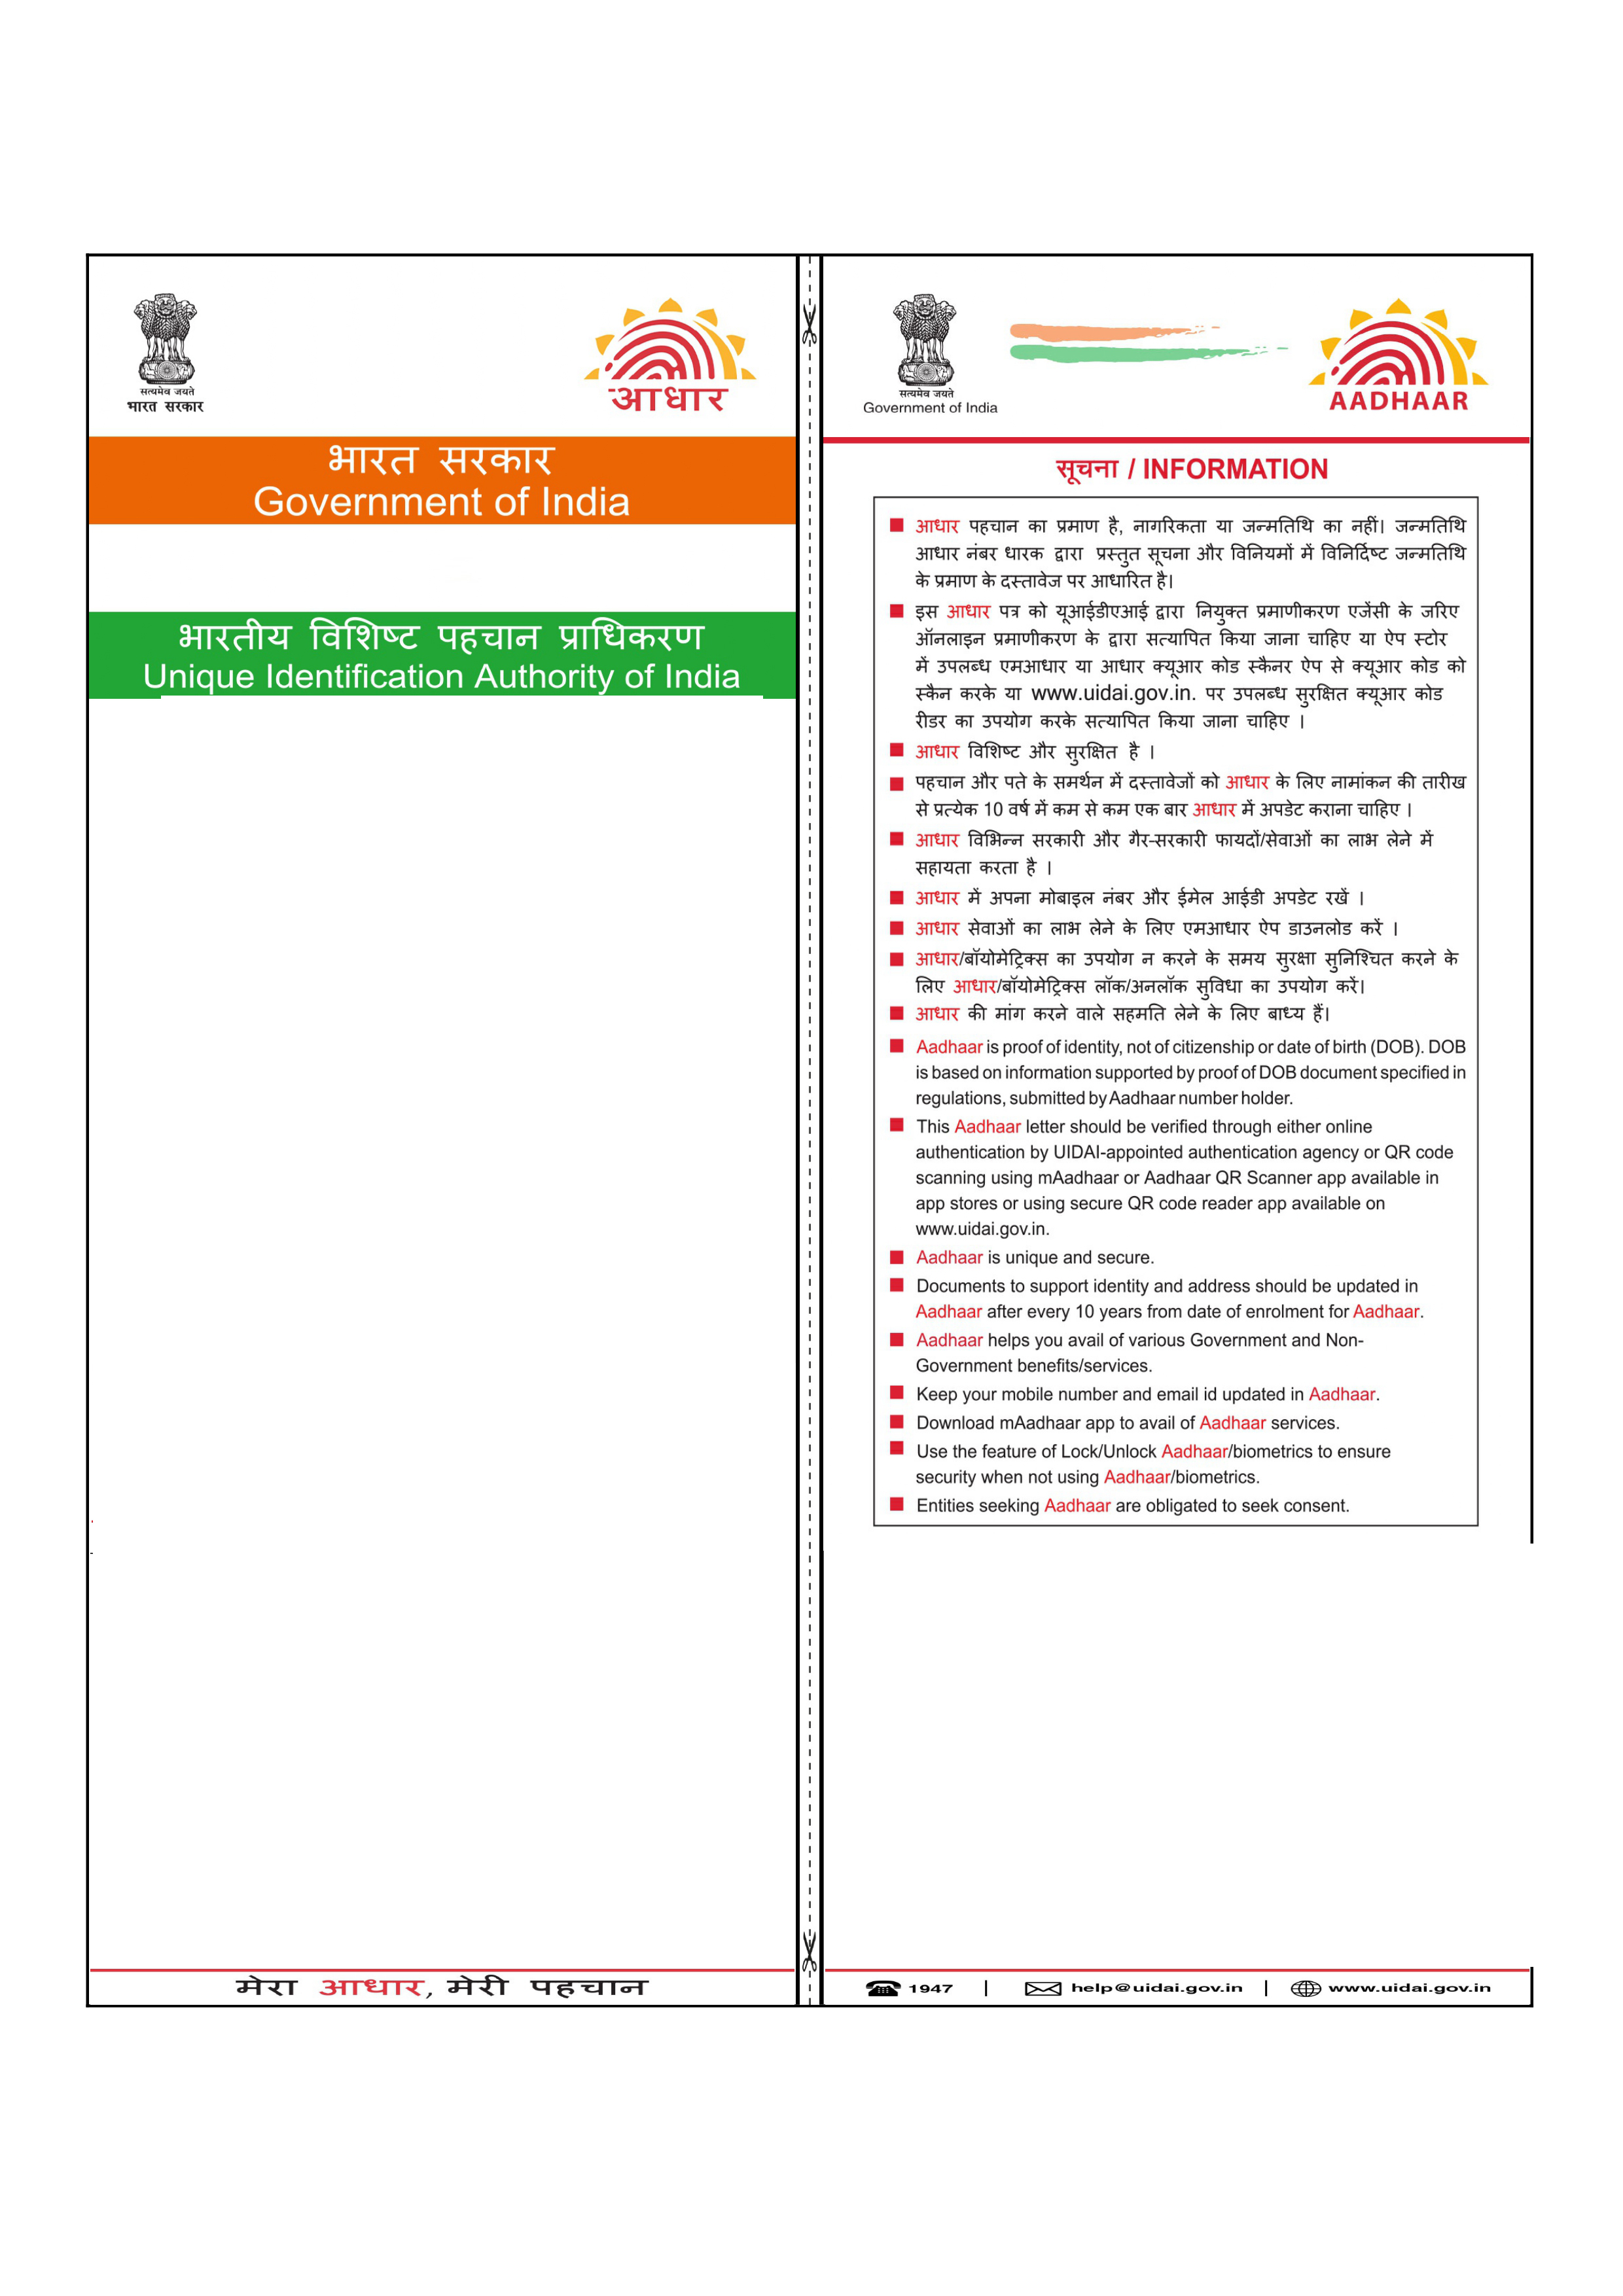 सत्यमेव जयते
भारत सरकार
आधार
भारत सरकार
Government of India
भारतीय विशिष्ट पहचान प्राधिकरण
Unique Identification Authority of India
मेरा आधार, मेरी पहचान
सत्यमेव जयते
Government of India
AADHAAR
सूचना / INFORMATION
आधार पहचान का प्रमाण है, नागरिकता या जन्मतिथि का नहीं। जन्मतिथि
आधार नंबर धारक द्वारा प्रस्तुत सूचना और विनियमों में विनिर्दिष्ट जन्मतिथि
के प्रमाण के दस्तावेज पर आधारित है।
इस आधार पत्र को यूआईडीएआई द्वारा नियुक्त प्रमाणीकरण एजेंसी के जरिए
ऑनलाइन प्रमाणीकरण के द्वारा सत्यापित किया जाना चाहिए या ऐप स्टोर
में उपलब्ध एमआधार या आधार क्यूआर कोड स्कैनर ऐप से क्यूआर कोड को
स्कैन करके या www.uidai.gov.in. पर उपलब्ध सुरक्षित क्यूआर कोड
रीडर का उपयोग करके सत्यापित किया जाना चाहिए ।
आधार विशिष्ट और सुरक्षित है ।
पहचान और पते के समर्थन में दस्तावेजों को आधार के लिए नामांकन की तारीख
से प्रत्येक 10 वर्ष में कम से कम एक बार आधार में अपडेट कराना चाहिए ।
आधार विभिन्न सरकारी और गैर-सरकारी फायदों/सेवाओं का लाभ लेने में
सहायता करता है ।
आधार में अपना मोबाइल नंबर और ईमेल आईडी अपडेट रखें ।
आधार सेवाओं का लाभ लेने के लिए एमआधार ऐप डाउनलोड करें ।
आधार/बॉयोमेट्रिक्स का उपयोग न करने के समय सुरक्षा सुनिश्चित करने के
लिए आधार/बॉयोमेट्रिक्स लॉक/अनलॉक सुविधा का उपयोग करें।
आधार की मांग करने वाले सहमति लेने के लिए बाध्य हैं।
Aadhaar is proof of identity, not of citizenship or date of birth (DOB). DOB
is based on information supported by proof of DOB document specified in
regulations, submitted by Aadhaar number holder.
This Aadhaar letter should be verified through either online
authentication by UIDAI-appointed authentication agency or QR code
scanning using mAadhaar or Aadhaar QR Scanner app available in
app stores or using secure QR code reader app available on
www.uidai.gov.in.
Aadhaar is unique and secure.
Documents to support identity and address should be updated in
Aadhaar after every 10 years from date of enrolment for Aadhaar.
Aadhaar helps you avail of various Government and Non-
Government benefits/services.
Keep your mobile number and email id updated in Aadhaar.
Download mAadhaar app to avail of Aadhaar services.
Use the feature of Lock/Unlock Aadhaar/biometrics to ensure
security when not using Aadhaar/biometrics.
Entities seeking Aadhaar are obligated to seek consent.
1947 | help@uidai.gov.in | www.uidai.gov.in